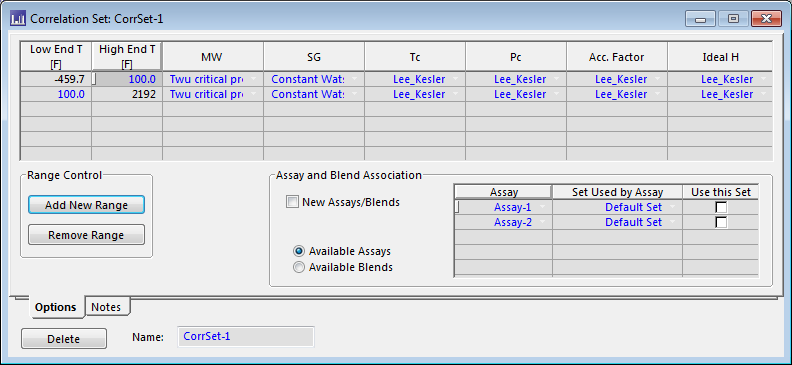 Correlation Set: CorrSet-1
Low End T [F] High End T [F] MW SG Tc Pc Acc. Factor Ideal H
-459.7 100.0 Twu critical pr Constant Wats Lee_Kesler Lee_Kesler Lee_Kesler Lee_Kesler
100.0 2192 Twu critical pr Constant Wats Lee_Kesler Lee_Kesler Lee_Kesler Lee_Kesler
Range Control
Add New Range
Remove Range
Assay and Blend Association
New Assays/Blends
Available Assays
Available Blends
Assay Set Used by Assay Use this Set
Assay-1 Default Set
Assay-2 Default Set
Options Notes
Delete Name: CorrSet-1